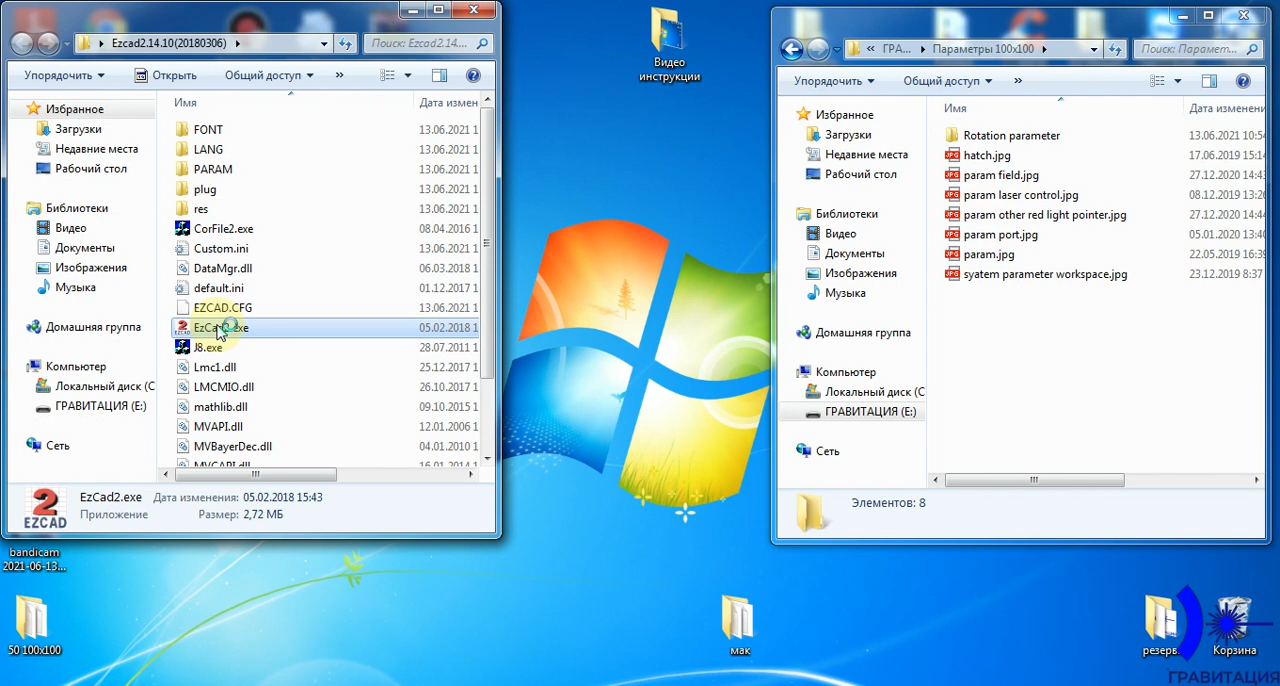 Ezcad2.14.10(20180306)
Поиск: Ezcad2.14....
Упорядочить
Открыть
Общий доступ
»
Избранное
Загрузки
Недавние места
Рабочий стол
Библиотеки
Видео
Документы
Изображения
Музыка
Домашняя группа
Компьютер
Локальный диск (C
ГРАВИТАЦИЯ (E:)
Сеть
Имя
Дата измен
FONT
13.06.2021 1
LANG
13.06.2021 1
PARAM
13.06.2021 1
plug
13.06.2021 1
res
13.06.2021 1
CorFile2.exe
08.04.2016 1
Custom.ini
13.06.2021 1
DataMgr.dll
06.03.2018 1
default.ini
01.12.2017 1
EZCAD.CFG
13.06.2021 1
EzCad2.exe
05.02.2018 1
J8.exe
28.07.2011 1
Lmc1.dll
25.12.2017 1
LMCMIO.dll
26.10.2017 1
mathlib.dll
09.10.2015 1
MVAPI.dll
12.01.2006 1
MVBayerDec.dll
04.01.2010 1
MVCAPI.dll
16.01.2014 1
2
EZCAD
EzCad2.exe
Дата изменения: 05.02.2018 15:43
Приложение
Размер: 2,72 МБ
Видео
инструкции
« ГРА...
Параметры 100x100
Поиск: Парамет...
Упорядочить
Общий доступ
»
Избранное
Загрузки
Недавние места
Рабочий стол
Библиотеки
Видео
Документы
Изображения
Музыка
Домашняя группа
Компьютер
Локальный диск (C
ГРАВИТАЦИЯ (E:)
Сеть
Имя
Дата изменени
Rotation parameter
13.06.2021 10:54
hatch.jpg
17.06.2019 15:14
param field.jpg
27.12.2020 14:43
param laser control.jpg
08.12.2019 13:20
param other red light pointer.jpg
27.12.2020 14:44
param port.jpg
05.01.2020 13:40
param.jpg
22.05.2019 16:39
syatem parameter workspace.jpg
23.12.2019 8:37
Элементов: 8
bandicam
2021-06-13...
50 100x100
мак
резерв
Корзина
ГРАВИТАЦИЯ